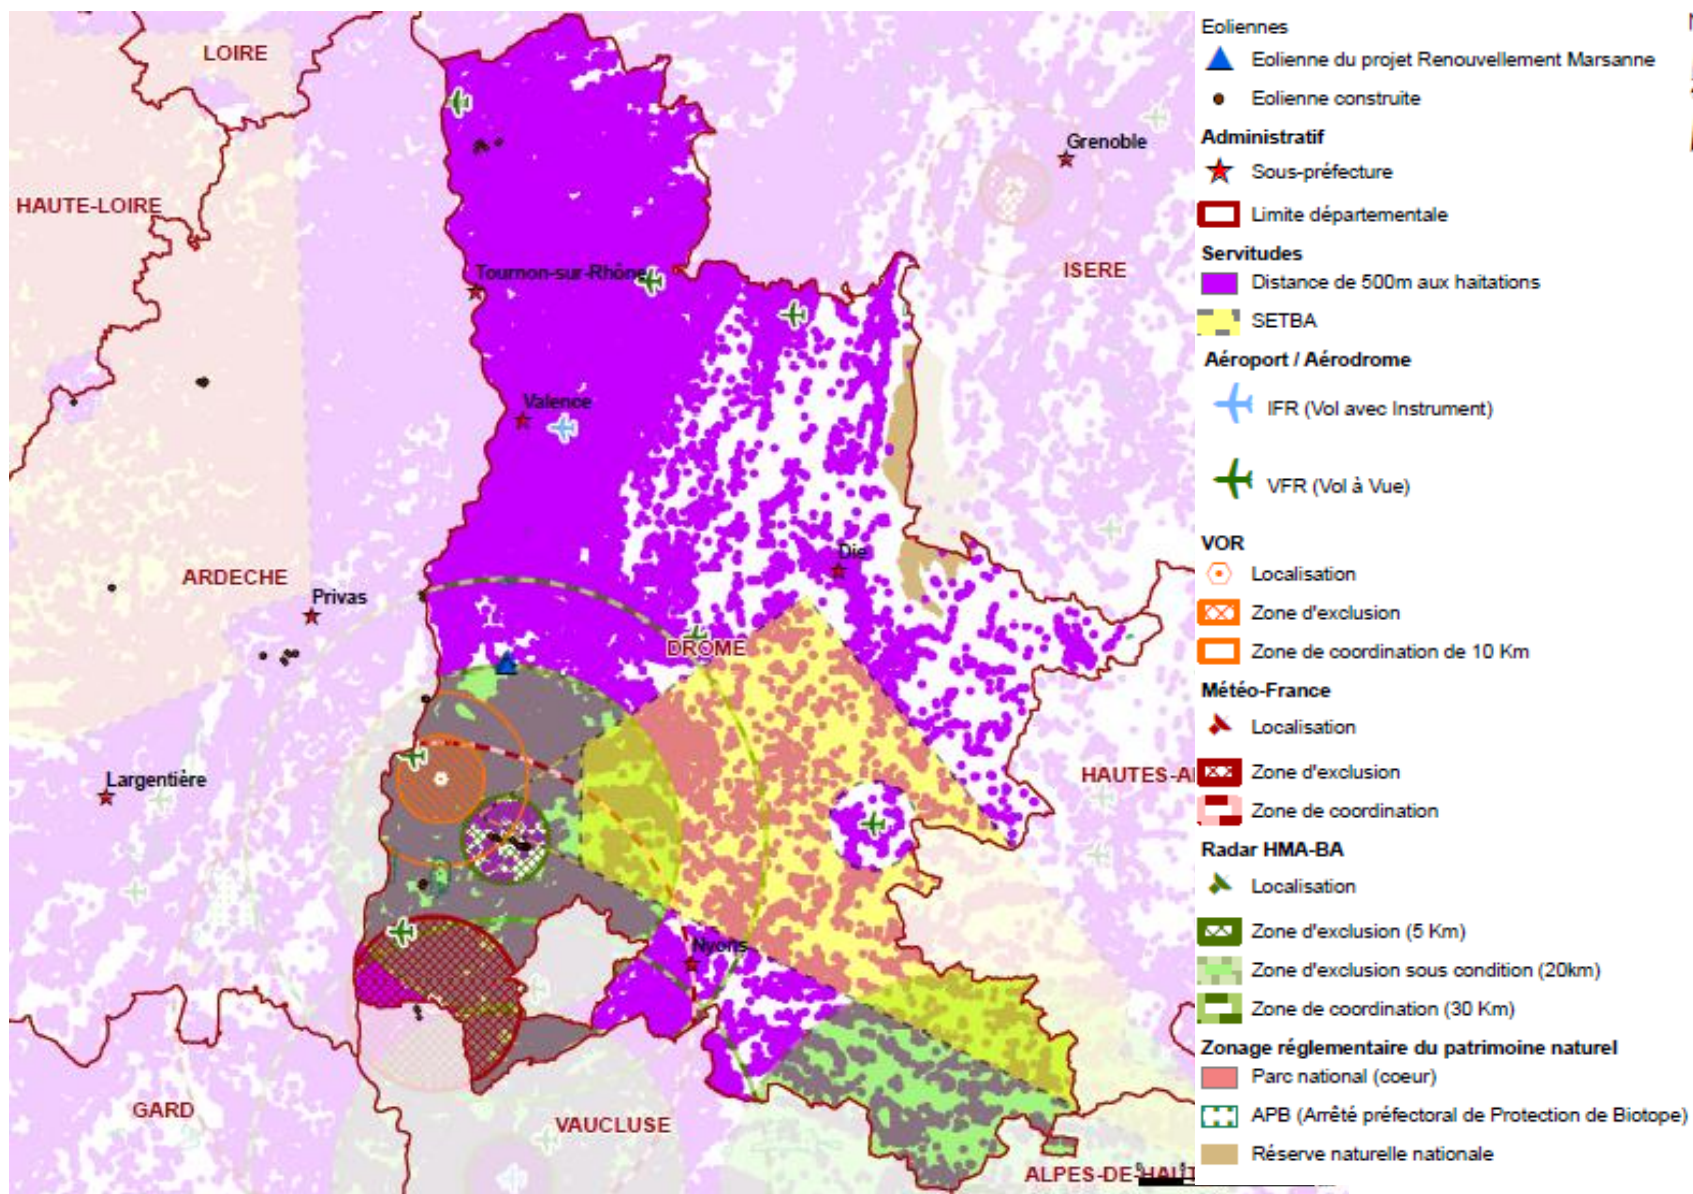 LOIRE
Grenoble
HAUTE-LOIRE
ISERE
Tournon-sur-Rhône
Valence
Die
ARDECHE
Privas
DROME
Largentière
HAUTES-AL
Nyons
GARD
VAUCLUSE
ALPES-DE-HAUT
Eoliennes
Eolienne du projet Renouvellement Marsanne
Eolienne construite
Administratif
Sous-préfecture
Limite départementale
Servitudes
Distance de 500m aux haitations
SETBA
Aéroport / Aérodrome
IFR (Vol avec Instrument)
VFR (Vol à Vue)
VOR
Localisation
Zone d'exclusion
Zone de coordination de 10 Km
Météo-France
Localisation
Zone d'exclusion
Zone de coordination
Radar HMA-BA
Localisation
Zone d'exclusion (5 Km)
Zone d'exclusion sous condition (20km)
Zone de coordination (30 Km)
Zonage réglementaire du patrimoine naturel
Parc national (coeur)
APB (Arrêté préfectoral de Protection de Biotope)
Réserve naturelle nationale